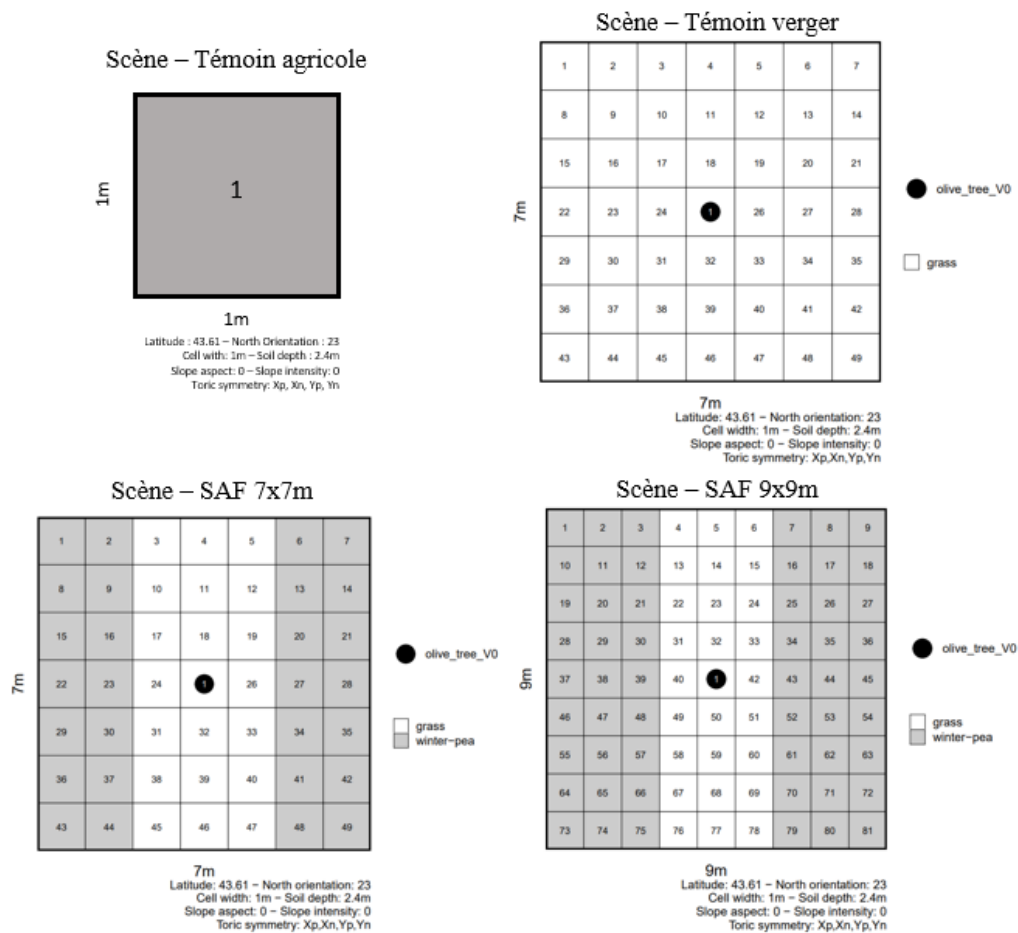 Scène – Témoin agricole
1m
1
1m
Latitude : 43.61 – North Orientation : 23
Cell with: 1m – Soil depth : 2.4m
Slope aspect: 0 – Slope intensity: 0
Toric symmetry: Xp, Xn, Yp, Yn
Scène – Témoin verger
7m
1 2 3 4 5 6 7
8 9 10 11 12 13 14
15 16 17 18 19 20 21
22 23 24 1 26 27 28
29 30 31 32 33 34 35
36 37 38 39 40 41 42
43 44 45 46 47 48 49
olive_tree_V0
grass
7m
Latitude: 43.61 − North orientation: 23
Cell width: 1m − Soil depth: 2.4m
Slope aspect: 0 − Slope intensity: 0
Toric symmetry: Xp,Xn,Yp,Yn
Scène – SAF 7x7m
7m
1 2 3 4 5 6 7
8 9 10 11 12 13 14
15 16 17 18 19 20 21
22 23 24 1 26 27 28
29 30 31 32 33 34 35
36 37 38 39 40 41 42
43 44 45 46 47 48 49
olive_tree_V0
grass
winter−pea
7m
Latitude: 43.61 − North orientation: 23
Cell width: 1m − Soil depth: 2.4m
Slope aspect: 0 − Slope intensity: 0
Toric symmetry: Xp,Xn,Yp,Yn
Scène – SAF 9x9m
9m
1 2 3 4 5 6 7 8 9
10 11 12 13 14 15 16 17 18
19 20 21 22 23 24 25 26 27
28 29 30 31 32 33 34 35 36
37 38 39 40 1 42 43 44 45
46 47 48 49 50 51 52 53 54
55 56 57 58 59 60 61 62 63
64 65 66 67 68 69 70 71 72
73 74 75 76 77 78 79 80 81
olive_tree_V0
grass
winter−pea
9m
Latitude: 43.61 − North orientation: 23
Cell width: 1m − Soil depth: 2.4m
Slope aspect: 0 − Slope intensity: 0
Toric symmetry: Xp,Xn,Yp,Yn